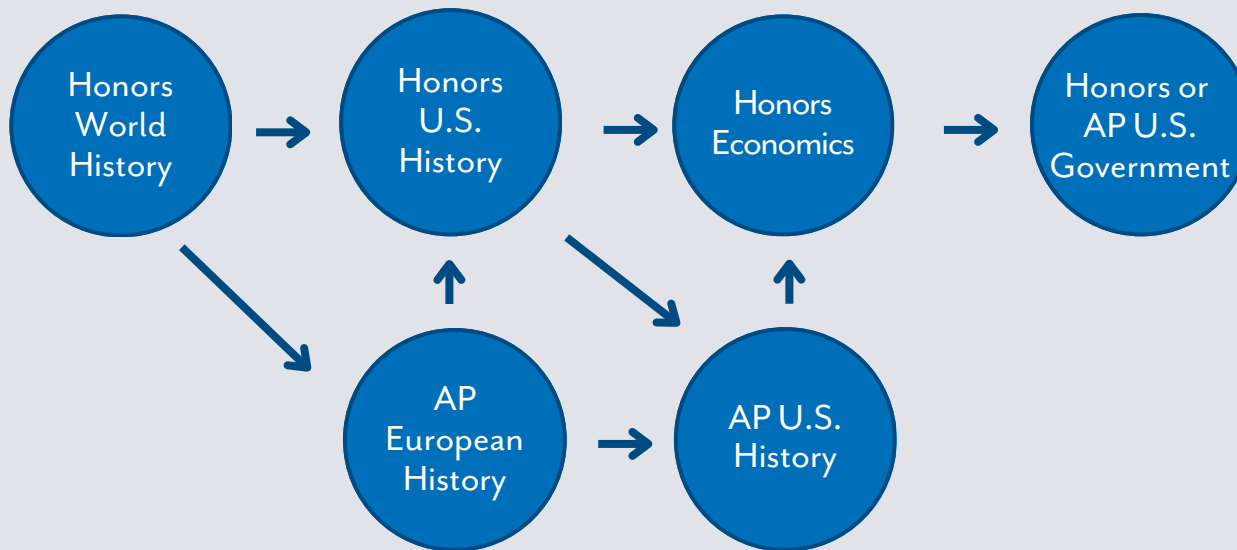 Honors
World
History
Honors
U.S.
History
Honors
Economics
Honors or
AP U.S.
Government
AP
European
History
AP U.S.
History